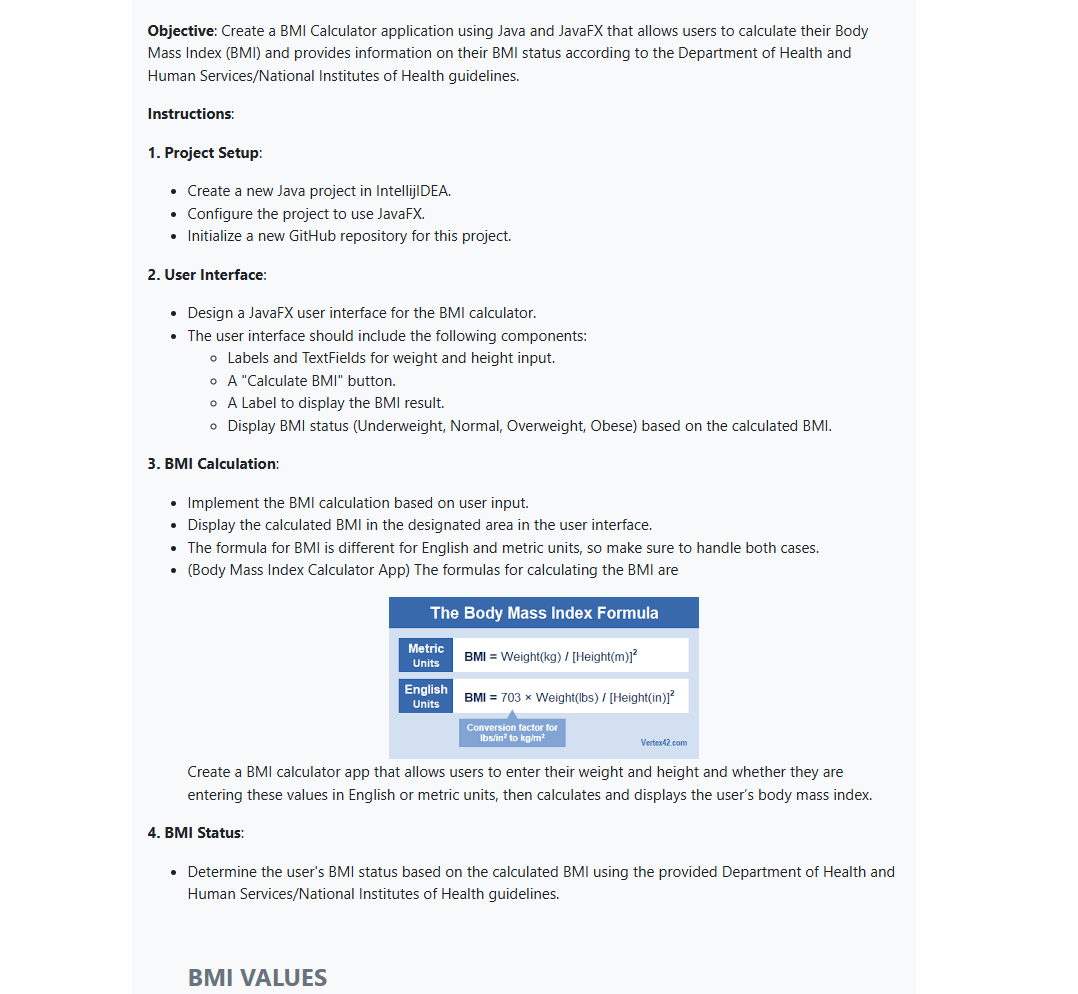 Objective: Create a BMI Calculator application using Java and JavaFX that allows users to calculate their Body
Mass Index (BMI) and provides information on their BMI status according to the Department of Health and
Human Services/National Institutes of Health guidelines.
Instructions:
1. Project Setup:
• Create a new Java project in IntellijIDEA.
• Configure the project to use JavaFX.
• Initialize a new GitHub repository for this project.
2. User Interface:
• Design a JavaFX user interface for the BMI calculator.
• The user interface should include the following components:
◦ Labels and TextFields for weight and height input.
◦ A "Calculate BMI" button.
◦ A Label to display the BMI result.
◦ Display BMI status (Underweight, Normal, Overweight, Obese) based on the calculated BMI.
3. BMI Calculation:
• Implement the BMI calculation based on user input.
• Display the calculated BMI in the designated area in the user interface.
• The formula for BMI is different for English and metric units, so make sure to handle both cases.
• (Body Mass Index Calculator App) The formulas for calculating the BMI are
The Body Mass Index Formula
Metric
Units
BMI = Weight(kg) / [Height(m)]²
English
Units
BMI = 703 × Weight(lbs) / [Height(in)]²
Conversion factor for
lbs/in² to kg/m²
Vertex42.com
Create a BMI calculator app that allows users to enter their weight and height and whether they are
entering these values in English or metric units, then calculates and displays the user's body mass index.
4. BMI Status:
• Determine the user's BMI status based on the calculated BMI using the provided Department of Health and
Human Services/National Institutes of Health guidelines.
BMI VALUES